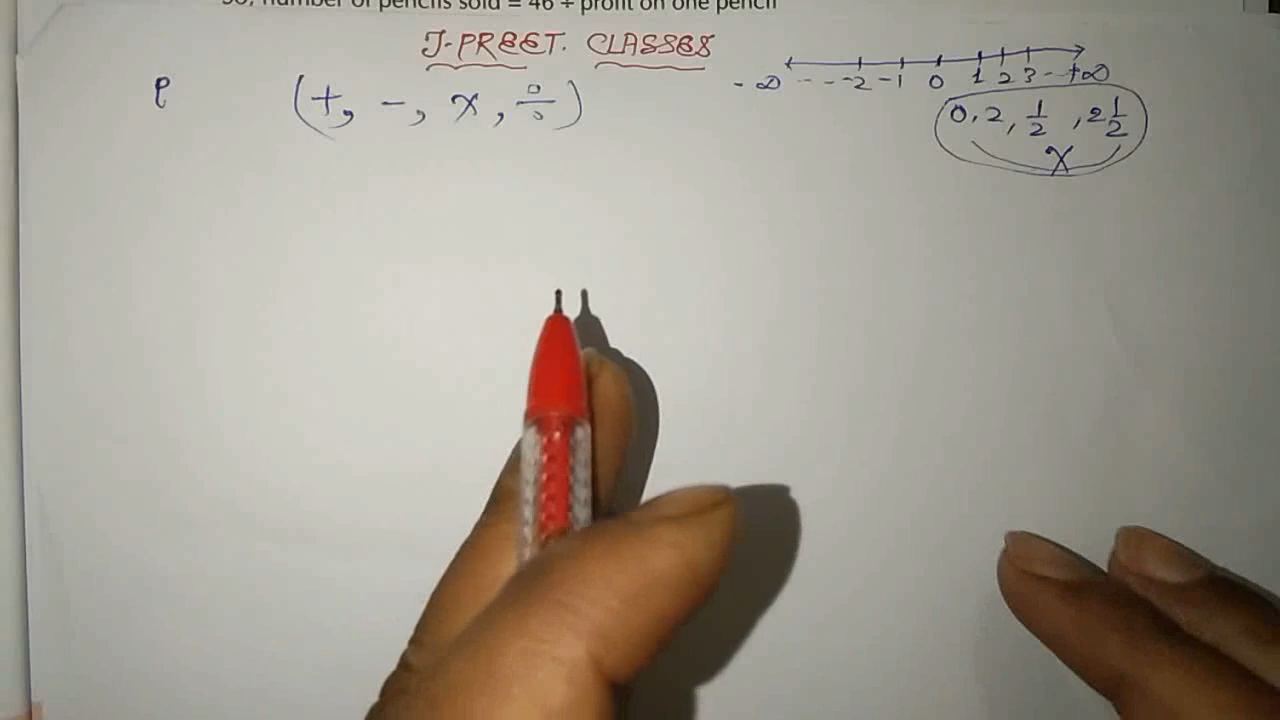 number of pencils sold = 46 ÷ profit on one pencil
J-PREET. CLASSES
P (+, -, x, ÷)
-∞ --- -2 -1 0 1 2 3 -- +∞
0, 2, 1/2, 2 1/2
x